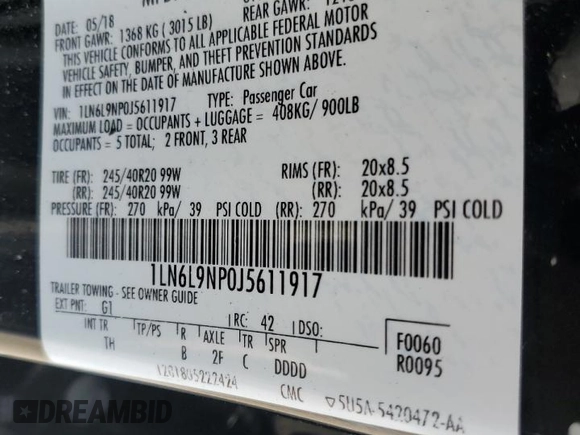 DATE: 05/18
FRONT GAWR: 1368 KG ( 3015 LB) REAR GAWR:
THIS VEHICLE CONFORMS TO ALL APPLICABLE FEDERAL MOTOR
VEHICLE SAFETY, BUMPER, AND THEFT PREVENTION STANDARDS
IN EFFECT ON THE DATE OF MANUFACTURE SHOWN ABOVE.
VIN: 1LN6L9NP0J5611917 TYPE: Passenger Car
MAXIMUM LOAD = OCCUPANTS + LUGGAGE = 408KG/ 900LB
OCCUPANTS = 5 TOTAL; 2 FRONT, 3 REAR
TIRE (FR): 245/40R20 99W RIMS (FR): 20x8.5
(RR): 245/40R20 99W (RR): 20x8.5
PRESSURE (FR): 270 kPa/ 39 PSI COLD (RR): 270 kPa/ 39 PSI COLD
1LN6L9NP0J5611917
TRAILER TOWING - SEE OWNER GUIDE
EXT PNT: G1 RC: 42 DSO:
INT TR TP/PS R AXLE TR SPR
TH B 2F C DDDD
F0060
R0095
120180522T424
CMC 5U5A-5420472-AA
DREAMBID